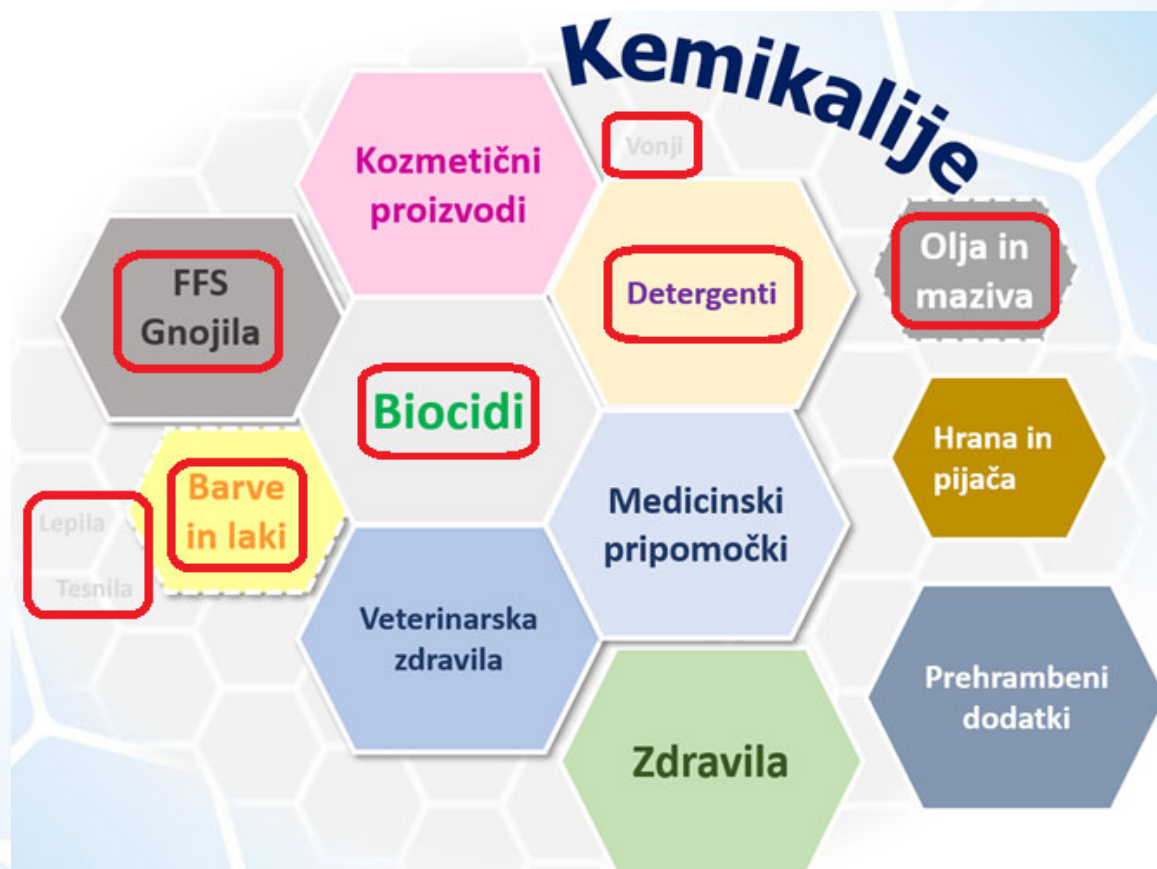 Kemikalije
Kozmetični
proizvodi
Vonji
FFS
Gnojila
Detergenti
Olja in
maziva
Biocidi
Barve
in laki
Lepila
Tesnila
Medicinski
pripomočki
Hrana in
pijača
Veterinarska
zdravila
Prehrambeni
dodatki
Zdravila